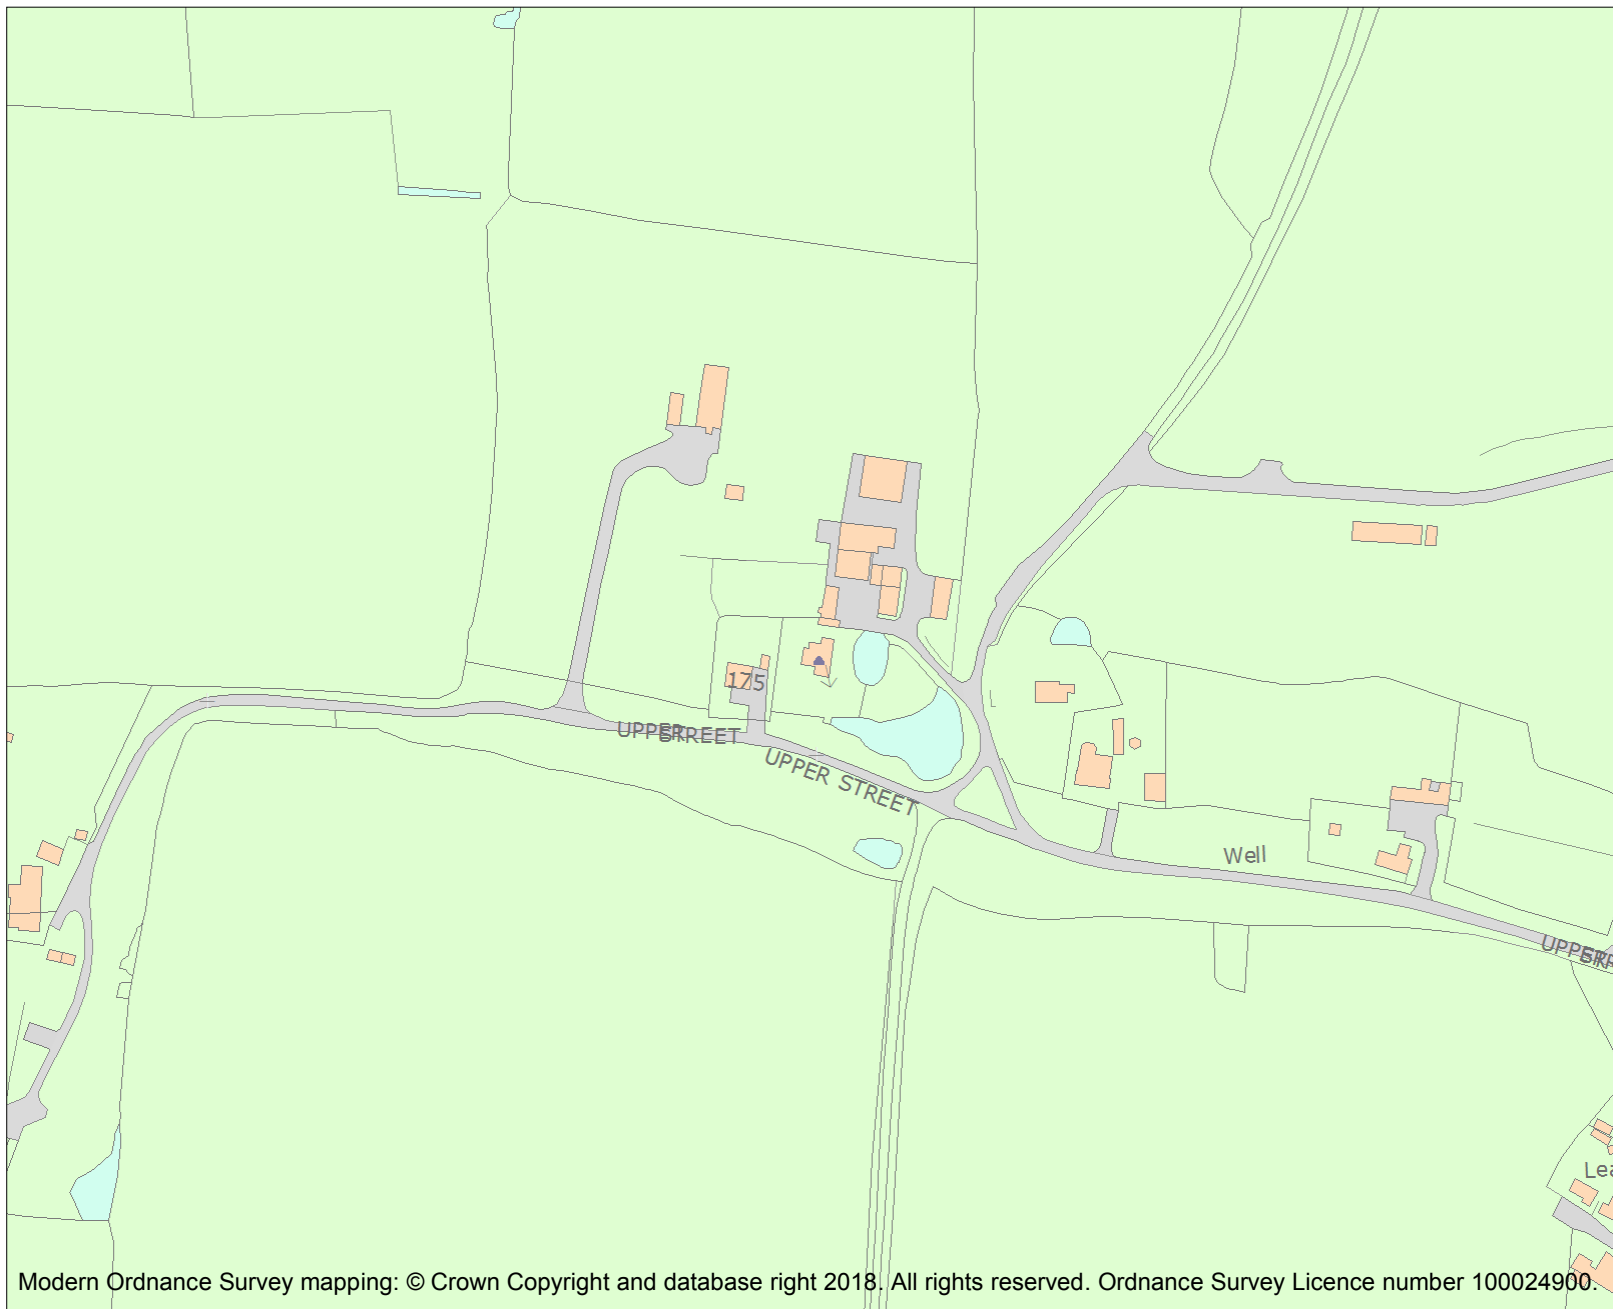 175
UPPER STREET
UPPER STREET
Well
UPPER
Modern Ordnance Survey mapping: © Crown Copyright and database right 2018. All rights reserved. Ordnance Survey Licence number 100024900.